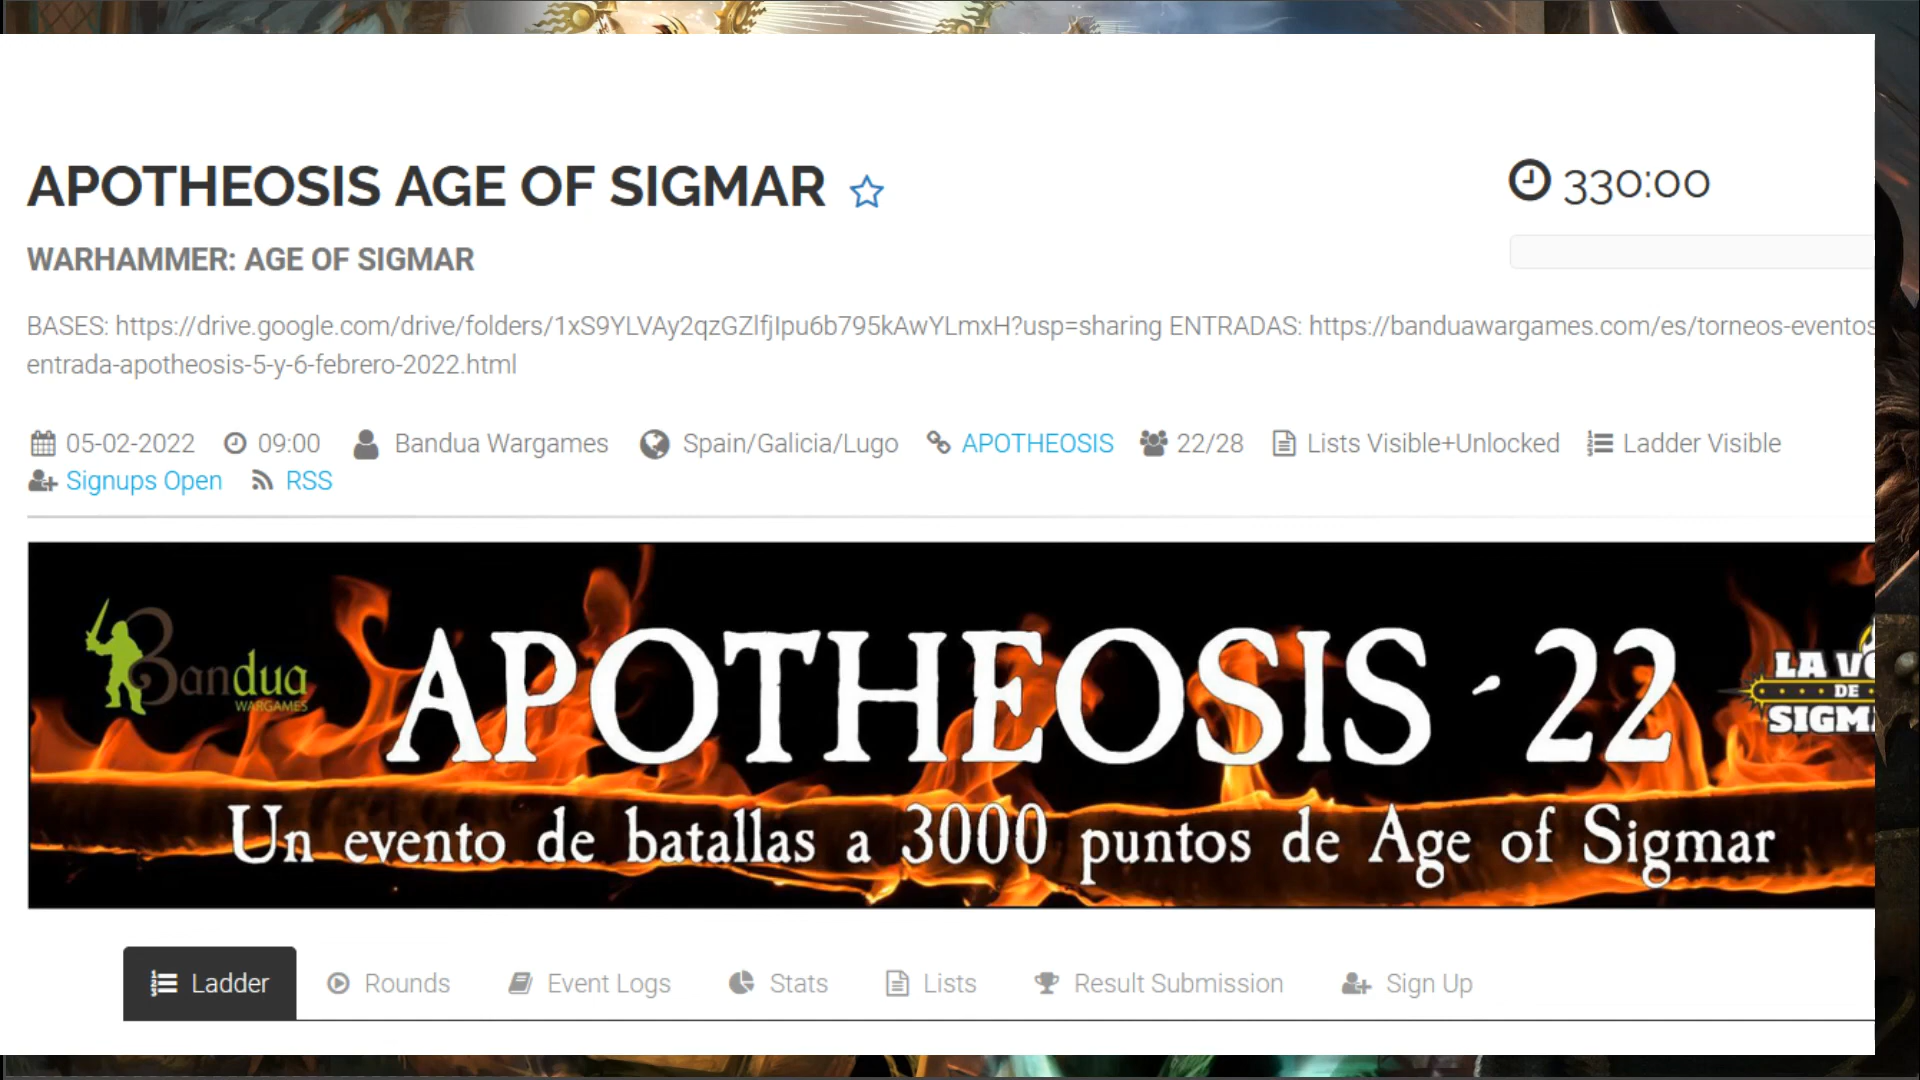 APOTHEOSIS AGE OF SIGMAR
330:00
WARHAMMER: AGE OF SIGMAR
BASES: https://drive.google.com/drive/folders/1xS9YLVAy2qzGZlfjIpu6b795kAwYLmxH?usp=sharing ENTRADAS: https://banduawargames.com/es/torneos-eventos
entrada-apotheosis-5-y-6-febrero-2022.html
05-02-2022 09:00 Bandua Wargames Spain/Galicia/Lugo APOTHEOSIS 22/28 Lists Visible+Unlocked Ladder Visible
Signups Open RSS
Bandua
WARGAMES
APOTHEOSIS ´22
LA V
DE
SIGM
Un evento de batallas a 3000 puntos de Age of Sigmar
Ladder Rounds Event Logs Stats Lists Result Submission Sign Up